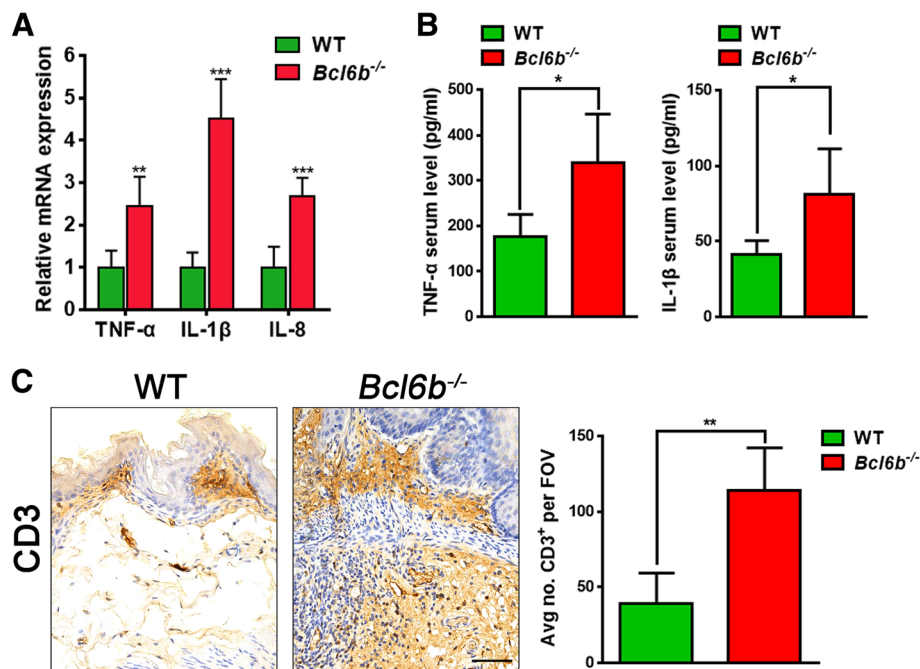 A
WT
Bcl6b-/-
Relative mRNA expression
6
5
4
3
2
1
0
**
***
***
TNF-α
IL-1β
IL-8
B
WT
Bcl6b-/-
TNF-α serum level (pg/ml)
500
400
300
200
100
0
*
WT
Bcl6b-/-
IL-1β serum level (pg/ml)
150
100
50
0
*
C
WT
Bcl6b-/-
CD3
Avg no. CD3+ per FOV
150
100
50
0
**
WT
Bcl6b-/-